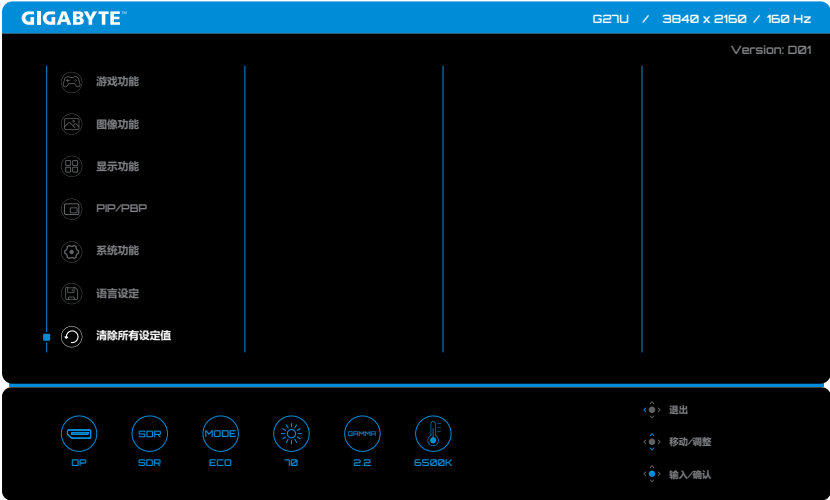 GIGABYTE™
G27U / 3840 x 2160 / 160 Hz
Version: D01
游戏功能
图像功能
显示功能
PIP/PBP
系统功能
语言设定
清除所有设定值
SDR
MODE
GAMMA
DP
SDR
ECO
70
2.2
6500K
退出
移动/调整
输入/确认